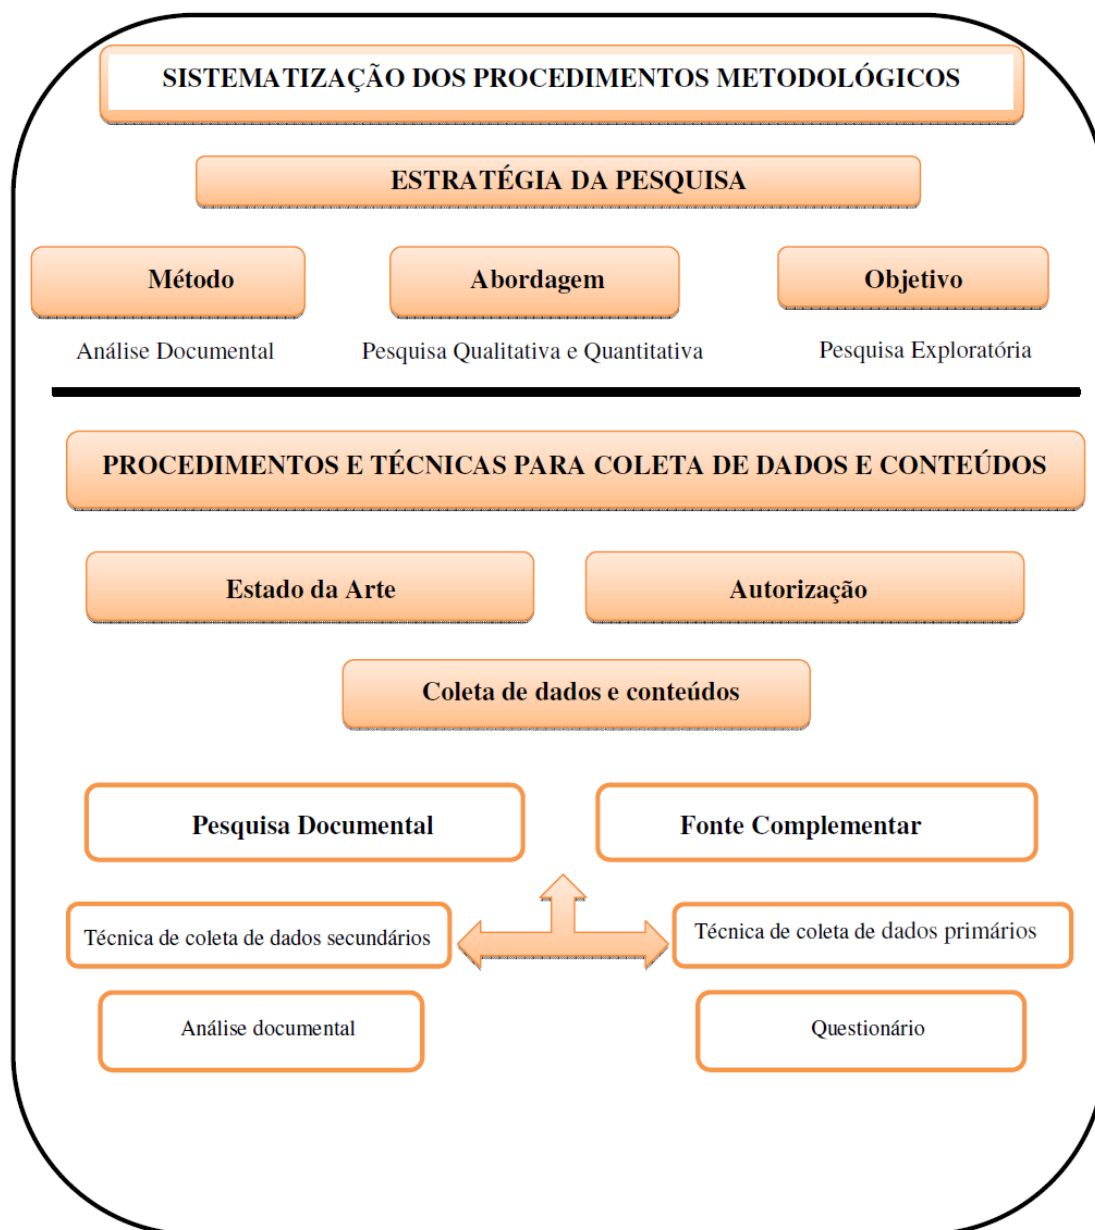 SISTEMATIZAÇÃO DOS PROCEDIMENTOS METODOLÓGICOS
ESTRATÉGIA DA PESQUISA
Método
Abordagem
Objetivo
Análise Documental
Pesquisa Qualitativa e Quantitativa
Pesquisa Exploratória
PROCEDIMENTOS E TÉCNICAS PARA COLETA DE DADOS E CONTEÚDOS
Estado da Arte
Autorização
Coleta de dados e conteúdos
Pesquisa Documental
Fonte Complementar
Técnica de coleta de dados secundários
Técnica de coleta de dados primários
Análise documental
Questionário